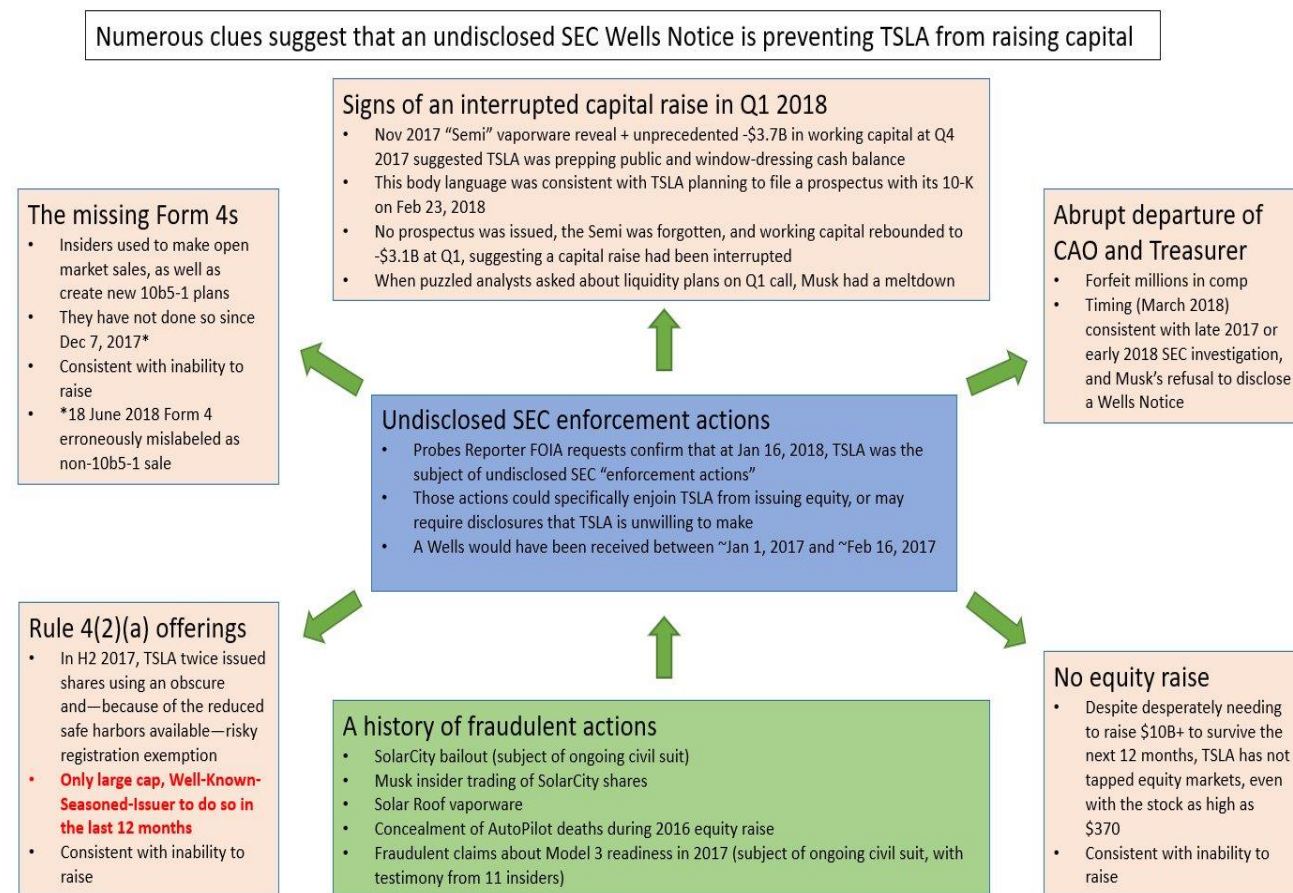 Numerous clues suggest that an undisclosed SEC Wells Notice is preventing TSLA from raising capital
Signs of an interrupted capital raise in Q1 2018
• Nov 2017 “Semi” vaporware reveal + unprecedented -$3.7B in working capital at Q4
2017 suggested TSLA was prepping public and window-dressing cash balance
• This body language was consistent with TSLA planning to file a prospectus with its 10-K
on Feb 23, 2018
• No prospectus was issued, the Semi was forgotten, and working capital rebounded to
-$3.1B at Q1, suggesting a capital raise had been interrupted
• When puzzled analysts asked about liquidity plans on Q1 call, Musk had a meltdown
The missing Form 4s
• Insiders used to make open
market sales, as well as
create new 10b5-1 plans
• They have not done so since
Dec 7, 2017*
• Consistent with inability to
raise
• *18 June 2018 Form 4
erroneously mislabeled as
non-10b5-1 sale
Abrupt departure of
CAO and Treasurer
• Forfeit millions in comp
• Timing (March 2018)
consistent with late 2017 or
early 2018 SEC investigation,
and Musk’s refusal to disclose
a Wells Notice
Undisclosed SEC enforcement actions
• Probes Reporter FOIA requests confirm that at Jan 16, 2018, TSLA was the
subject of undisclosed SEC “enforcement actions”
• Those actions could specifically enjoin TSLA from issuing equity, or may
require disclosures that TSLA is unwilling to make
• A Wells would have been received between ~Jan 1, 2017 and ~Feb 16, 2017
Rule 4(2)(a) offerings
• In H2 2017, TSLA twice issued
shares using an obscure
and—because of the reduced
safe harbors available—risky
registration exemption
• Only large cap, Well-Known-
Seasoned-Issuer to do so in
the last 12 months
• Consistent with inability to
raise
A history of fraudulent actions
• SolarCity bailout (subject of ongoing civil suit)
• Musk insider trading of SolarCity shares
• Solar Roof vaporware
• Concealment of AutoPilot deaths during 2016 equity raise
• Fraudulent claims about Model 3 readiness in 2017 (subject of ongoing civil suit, with
testimony from 11 insiders)
No equity raise
• Despite desperately needing
to raise $10B+ to survive the
next 12 months, TSLA has not
tapped equity markets, even
with the stock as high as
$370
• Consistent with inability to
raise